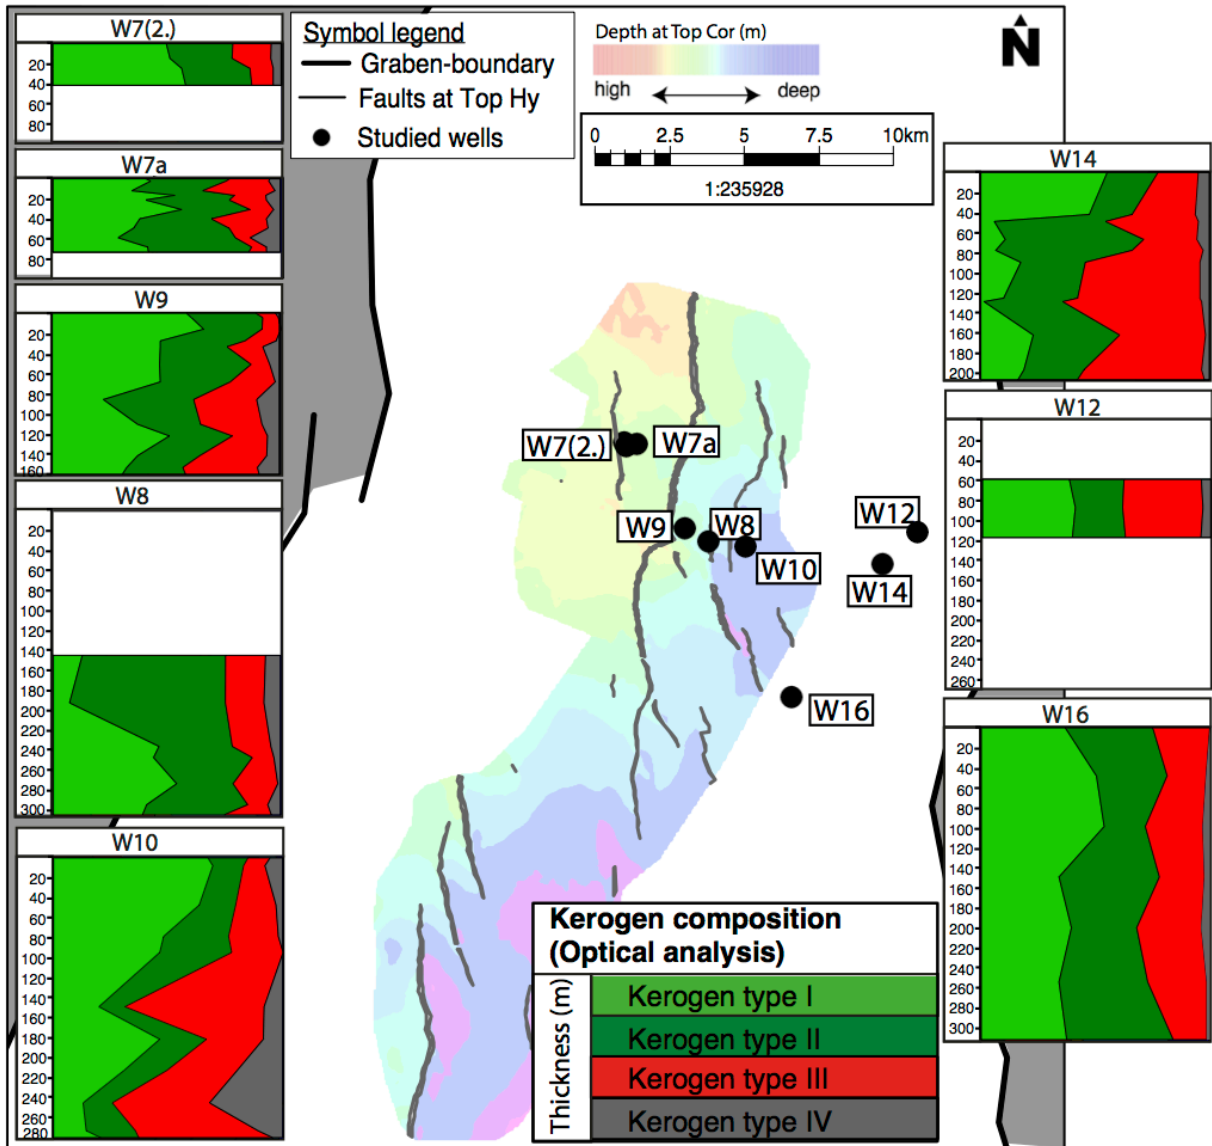 W7(2.)
20
40
60
80
W7a
20
40
60
80
W9
20
40
60
80
100
120
140
160
W8
20
40
60
80
100
120
140
160
180
200
220
240
260
280
300
W10
20
40
60
80
100
120
140
160
180
200
220
240
260
280
Symbol legend
Graben-boundary
Faults at Top Hy
Studied wells
Depth at Top Cor (m)
high deep
0 2.5 5 7.5 10km
1:235928
N
W7(2.) W7a
W9 W8
W10
W12
W14
W16
W14
20
40
60
80
100
120
140
160
180
200
W12
20
40
60
80
100
120
140
160
180
200
220
240
260
W16
20
40
60
80
100
120
140
160
180
200
220
240
260
280
300
Kerogen composition
(Optical analysis)
Thickness (m)
Kerogen type I
Kerogen type II
Kerogen type III
Kerogen type IV